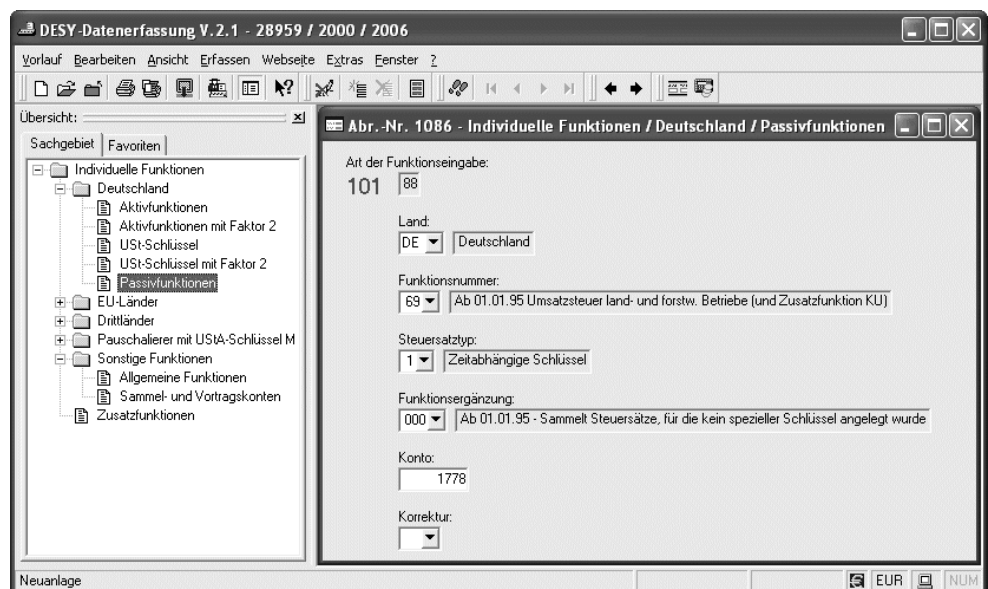 DESY-Datenerfassung V.2.1 - 28959 / 2000 / 2006
Vorlauf Bearbeiten Ansicht Erfassen Webseite Extras Fenster ?
Übersicht:
Sachgebiet Favoriten
Individuelle Funktionen
Deutschland
Aktivfunktionen
Aktivfunktionen mit Faktor 2
USt-Schlüssel
USt-Schlüssel mit Faktor 2
Passivfunktionen
EU-Länder
Drittländer
Pauschalierer mit UStA-Schlüssel M
Sonstige Funktionen
Allgemeine Funktionen
Sammel- und Vortragskonten
Zusatzfunktionen
Abr.-Nr. 1086 - Individuelle Funktionen / Deutschland / Passivfunktionen
Art der Funktionseingabe:
101 88
Land:
DE Deutschland
Funktionsnummer:
69 Ab 01.01.95 Umsatzsteuer land- und forstw. Betriebe (und Zusatzfunktion KU)
Steuersatztyp:
1 Zeitabhängige Schlüssel
Funktionsergänzung:
000 Ab 01.01.95 - Sammelt Steuersätze, für die kein spezieller Schlüssel angelegt wurde
Konto:
1778
Korrektur:
Neuanlage EUR NUM